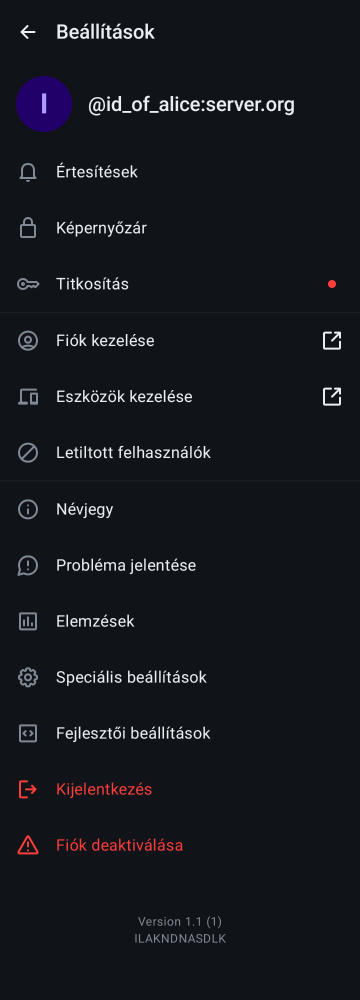 Beállítások
I
@id_of_alice:server.org
Értesítések
Képernyőzár
Titkosítás
Fiók kezelése
Eszközök kezelése
Letiltott felhasználók
Névjegy
Probléma jelentése
Elemzések
Speciális beállítások
Fejlesztői beállítások
Kijelentkezés
Fiók deaktiválása
Version 1.1 (1)
ILAKNDNASDLK